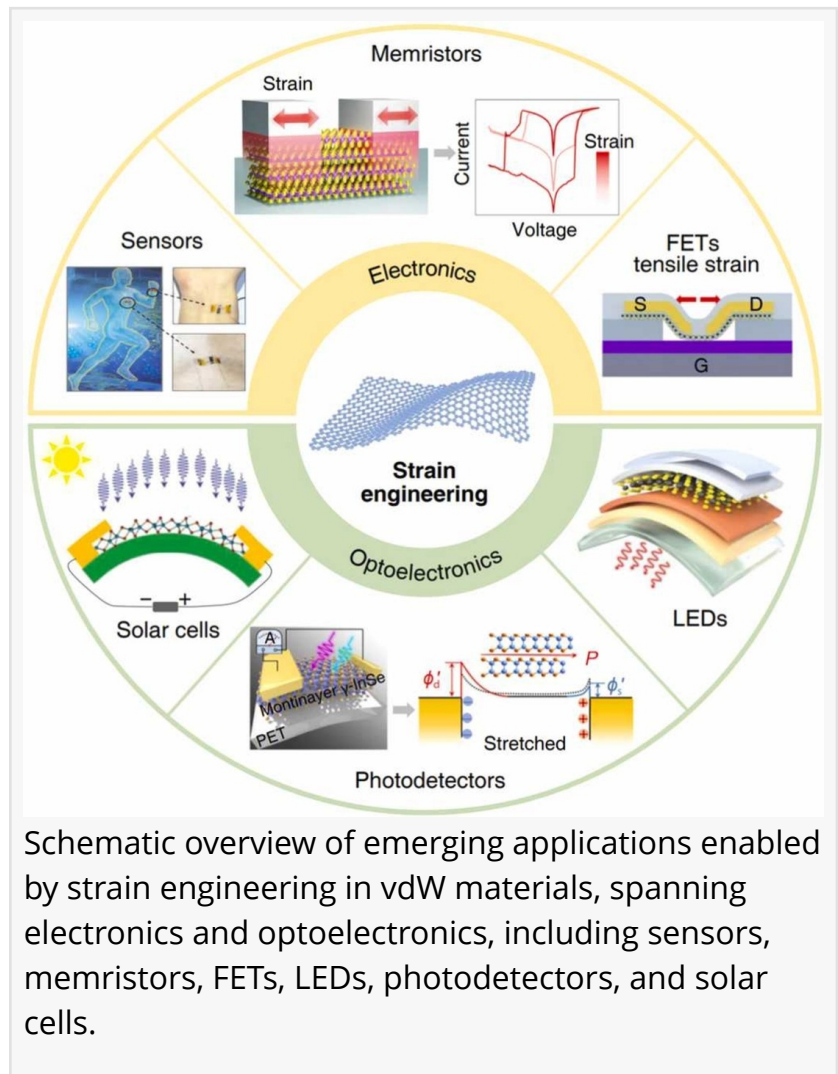 Memristors
Strain
Current
Strain
Voltage
Sensors
FETs
tensile strain
S
D
G
Electronics
Strain
engineering
Optoelectronics
− +
Solar cells
LEDs
A
Montinayer γ-InSe
PET
ϕ'd
P
ϕ's
− +
− +
− +
Stretched
Photodetectors
Schematic overview of emerging applications enabled
by strain engineering in vdW materials, spanning
electronics and optoelectronics, including sensors,
memristors, FETs, LEDs, photodetectors, and solar
cells.